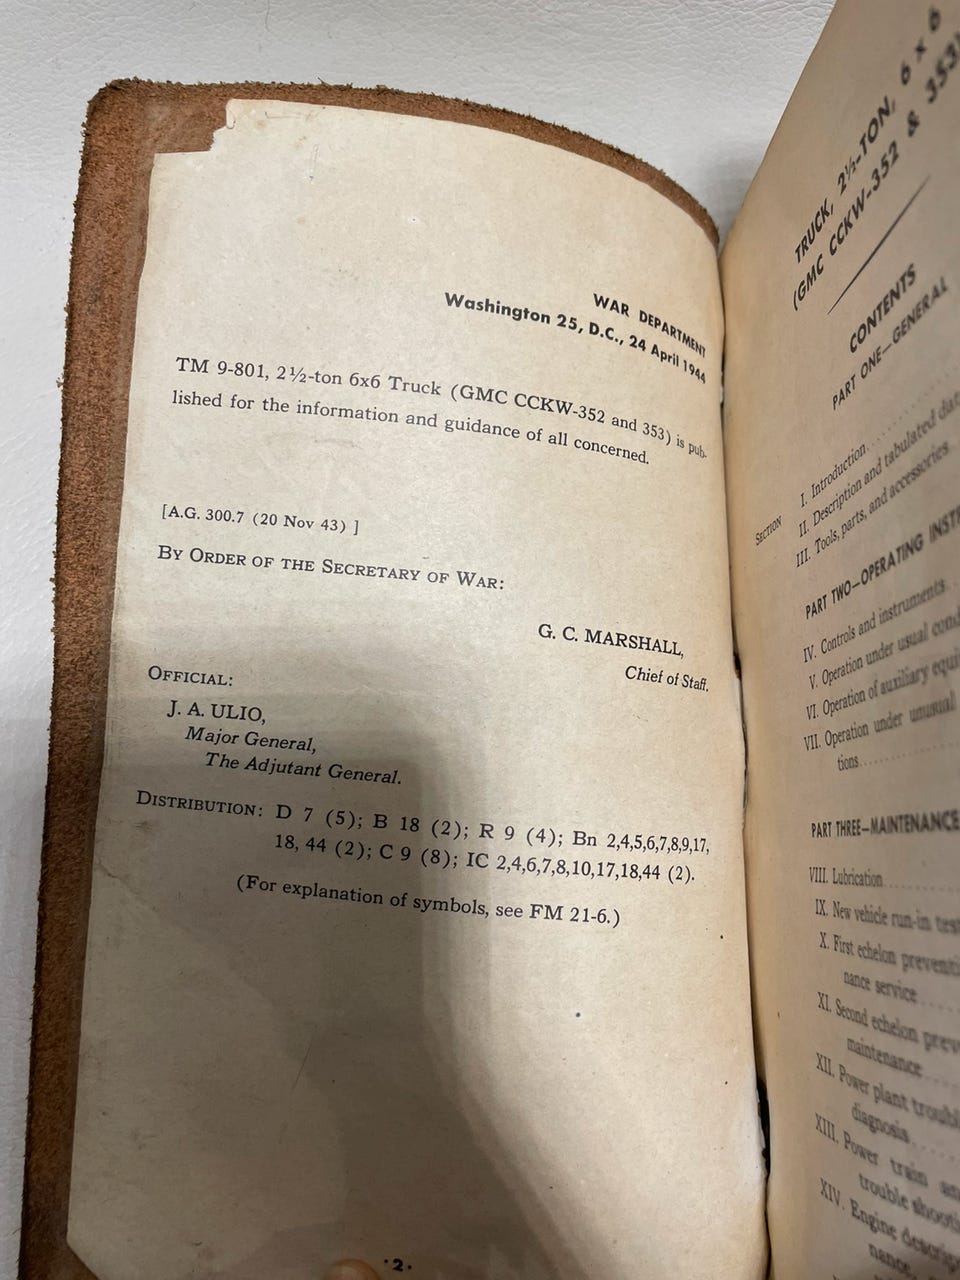 WAR DEPARTMENT
Washington 25, D.C., 24 April 1944
TM 9-801, 2½-ton 6x6 Truck (GMC CCKW-352 and 353) is pub-
lished for the information and guidance of all concerned.
[A.G. 300.7 (20 Nov 43) ]
BY ORDER OF THE SECRETARY OF WAR:
G. C. MARSHALL,
Chief of Staff.
OFFICIAL:
J. A. ULIO,
Major General,
The Adjutant General.
DISTRIBUTION: D 7 (5); B 18 (2); R 9 (4); Bn 2,4,5,6,7,8,9,17,
18, 44 (2); C 9 (8); IC 2,4,6,7,8,10,17,18,44 (2).
(For explanation of symbols, see FM 21-6.)
·2·
TRUCK, 2½-TON, 6 x 6
(GMC CCKW-352 & 353)
CONTENTS
PART ONE—GENERAL
SECTION I. Introduction
II. Description and tabulated data
III. Tools, parts, and accessories
PART TWO—OPERATING
IV. Controls and instruments
V. Operation under usual
VI. Operation of auxiliary
VII. Operation under unusual
tions
PART THREE—MAINTENANCE
VIII. Lubrication
IX. New vehicle run-in test
X. First echelon
nance service
XI. Second echelon
maintenance
XII. Power plant
diagnosis
XIII. Power train
trouble
XIV. Engine
nance